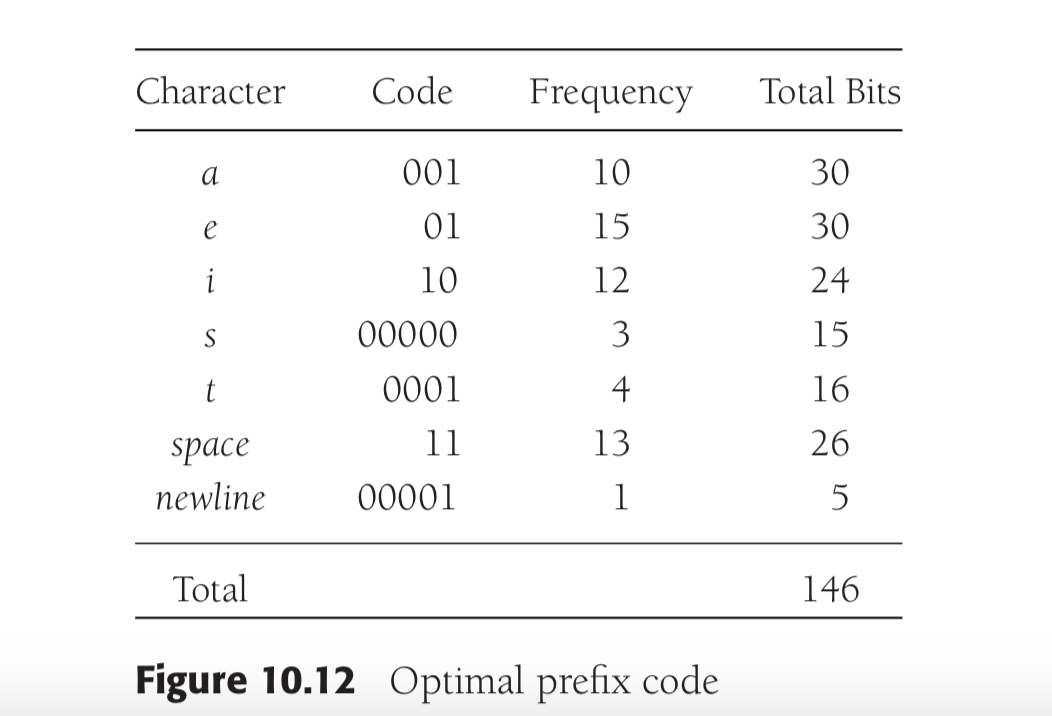 Character Code Frequency Total Bits
a 001 10 30
e 01 15 30
i 10 12 24
s 00000 3 15
t 0001 4 16
space 11 13 26
newline 00001 1 5
Total 146
Figure 10.12 Optimal prefix code